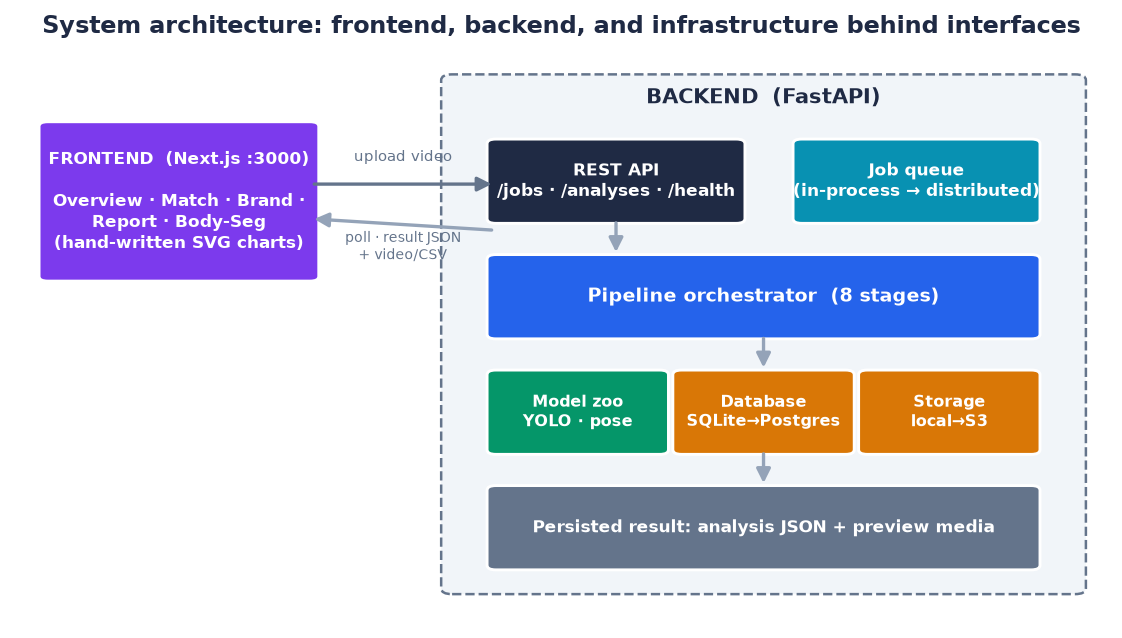 System architecture: frontend, backend, and infrastructure behind interfaces
BACKEND (FastAPI)
FRONTEND (Next.js :3000)
Overview · Match · Brand ·
Report · Body-Seg
(hand-written SVG charts)
upload video
poll · result JSON
+ video/CSV
REST API
/jobs · /analyses · /health
Job queue
(in-process → distributed)
Pipeline orchestrator (8 stages)
Model zoo
YOLO · pose
Database
SQLite→Postgres
Storage
local→S3
Persisted result: analysis JSON + preview media